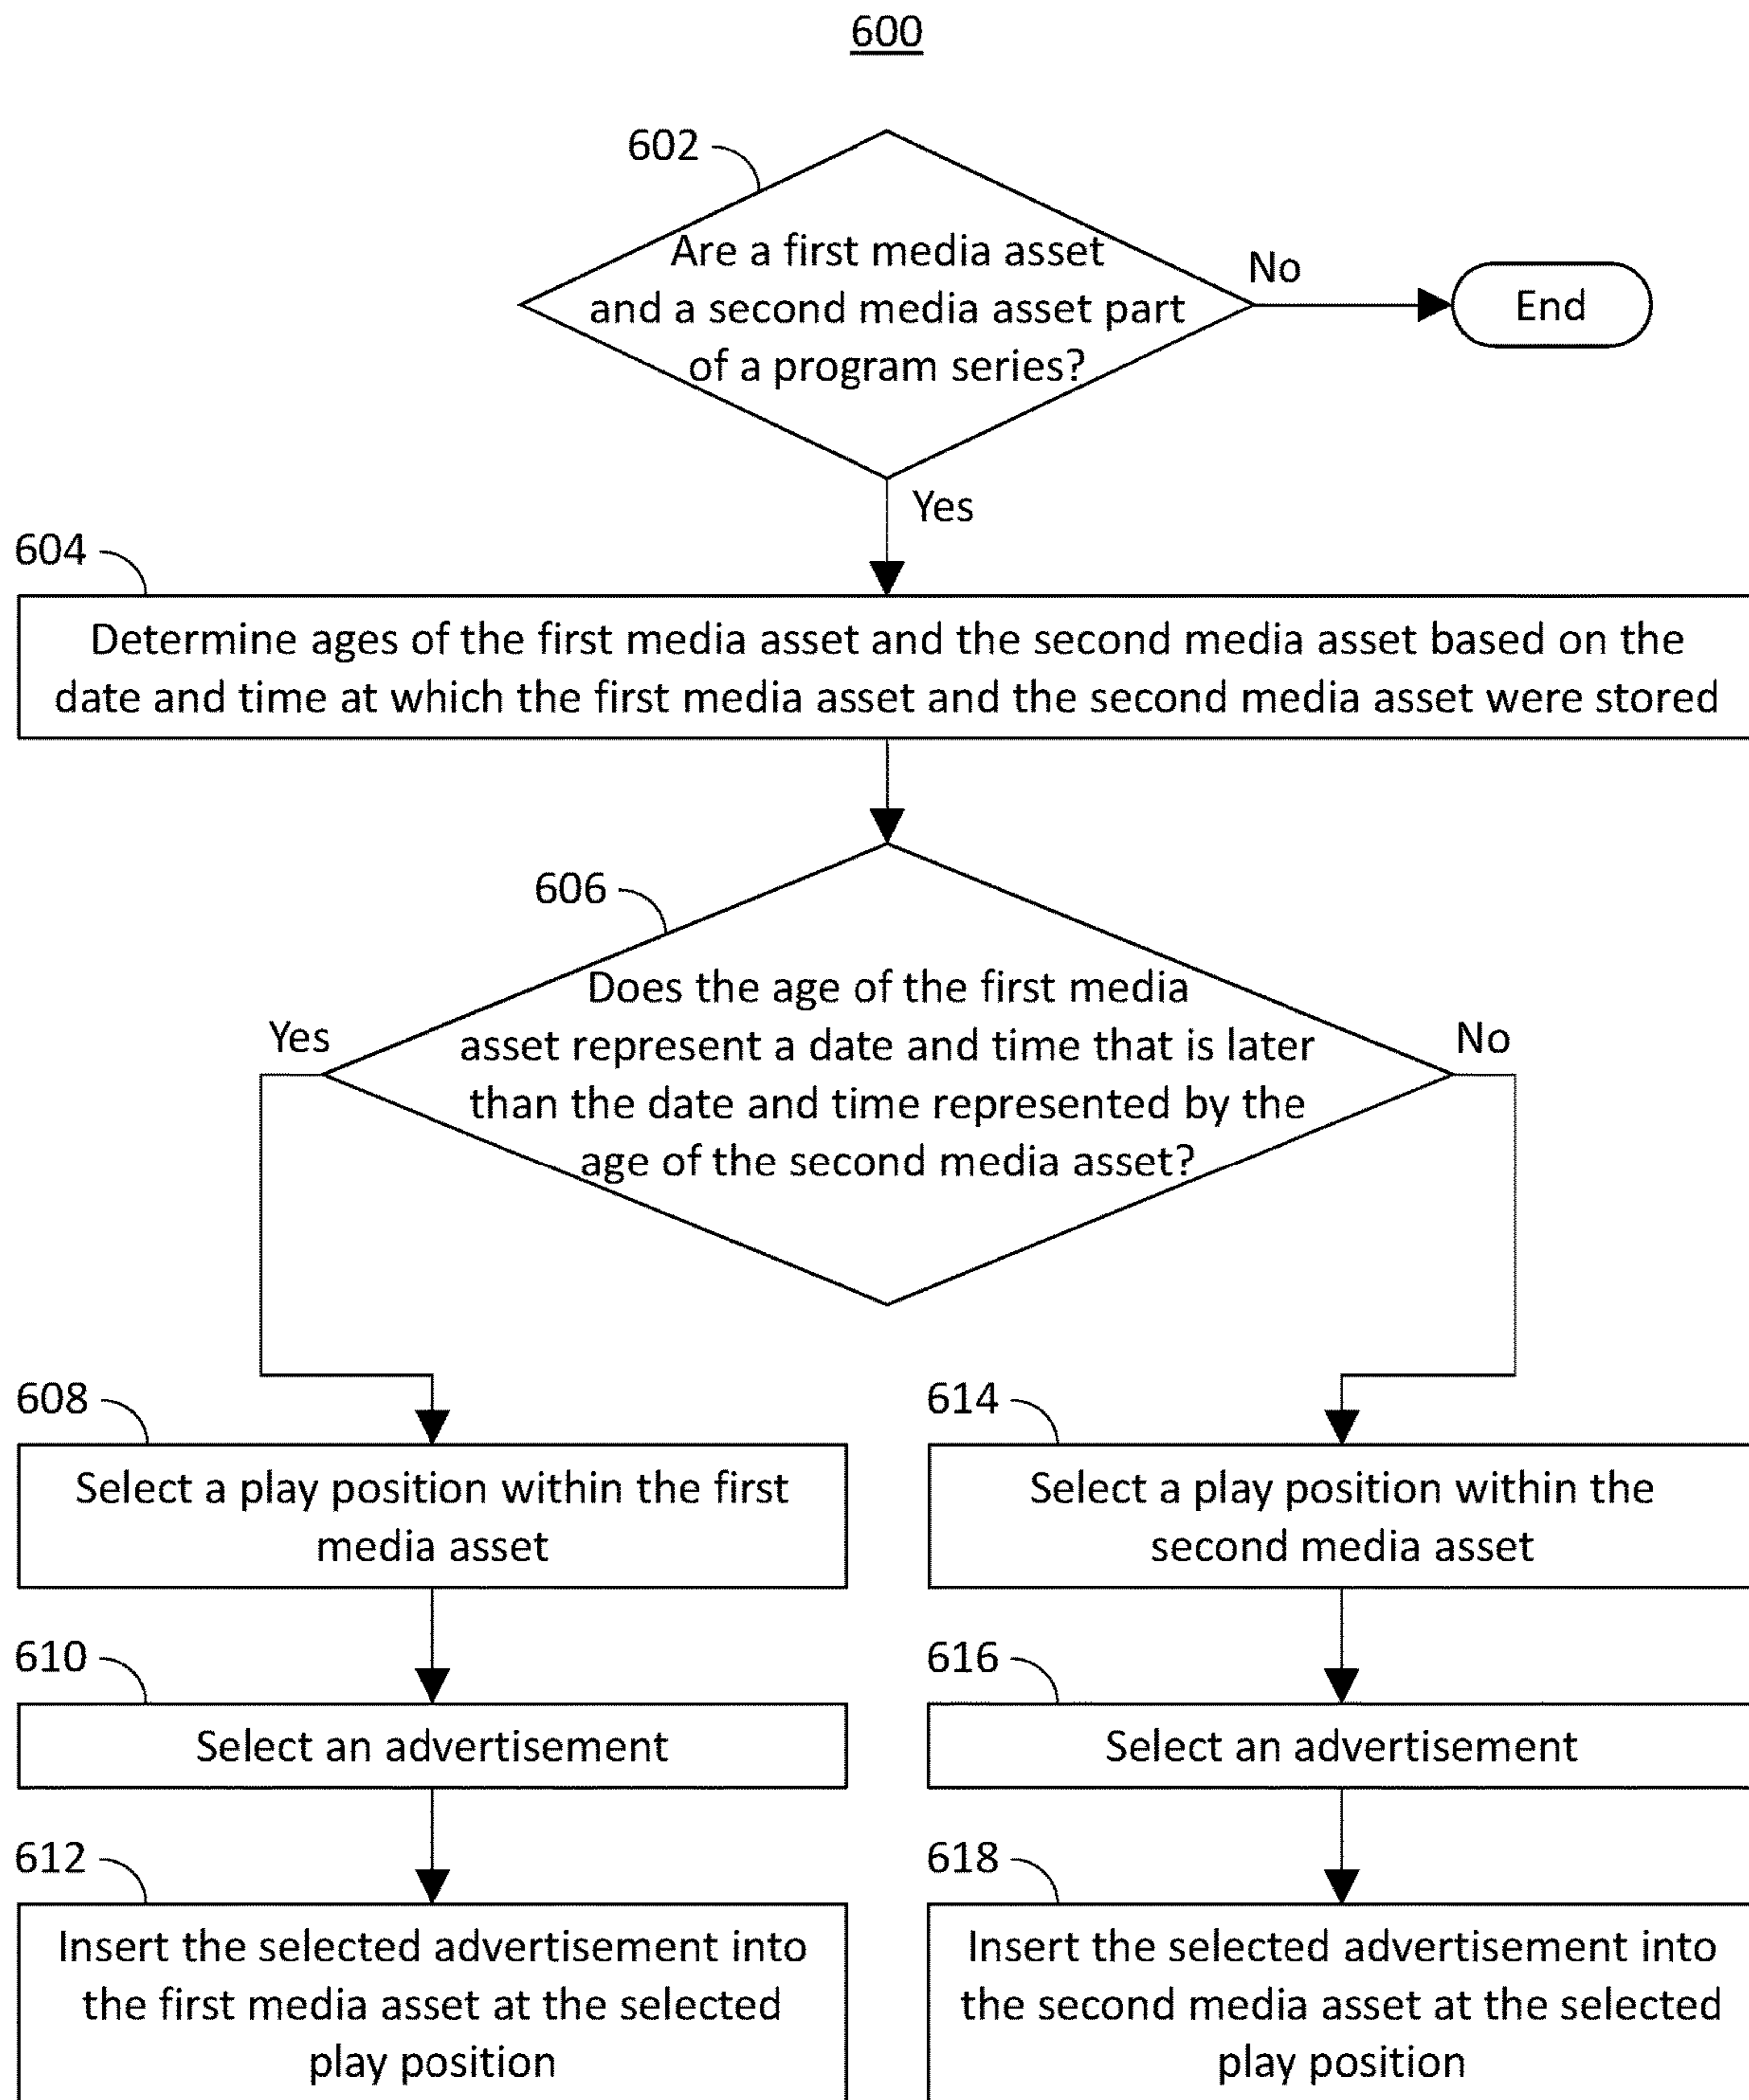 600
602
Are a first media asset
and a second media asset part
of a program series?
No
End
Yes
604
Determine ages of the first media asset and the second media asset based on the
date and time at which the first media asset and the second media asset were stored
606
Does the age of the first media
asset represent a date and time that is later
than the date and time represented by the
age of the second media asset?
Yes
No
608
Select a play position within the first
media asset
610
Select an advertisement
612
Insert the selected advertisement into
the first media asset at the selected
play position
614
Select a play position within the
second media asset
616
Select an advertisement
618
Insert the selected advertisement into
the second media asset at the selected
play position